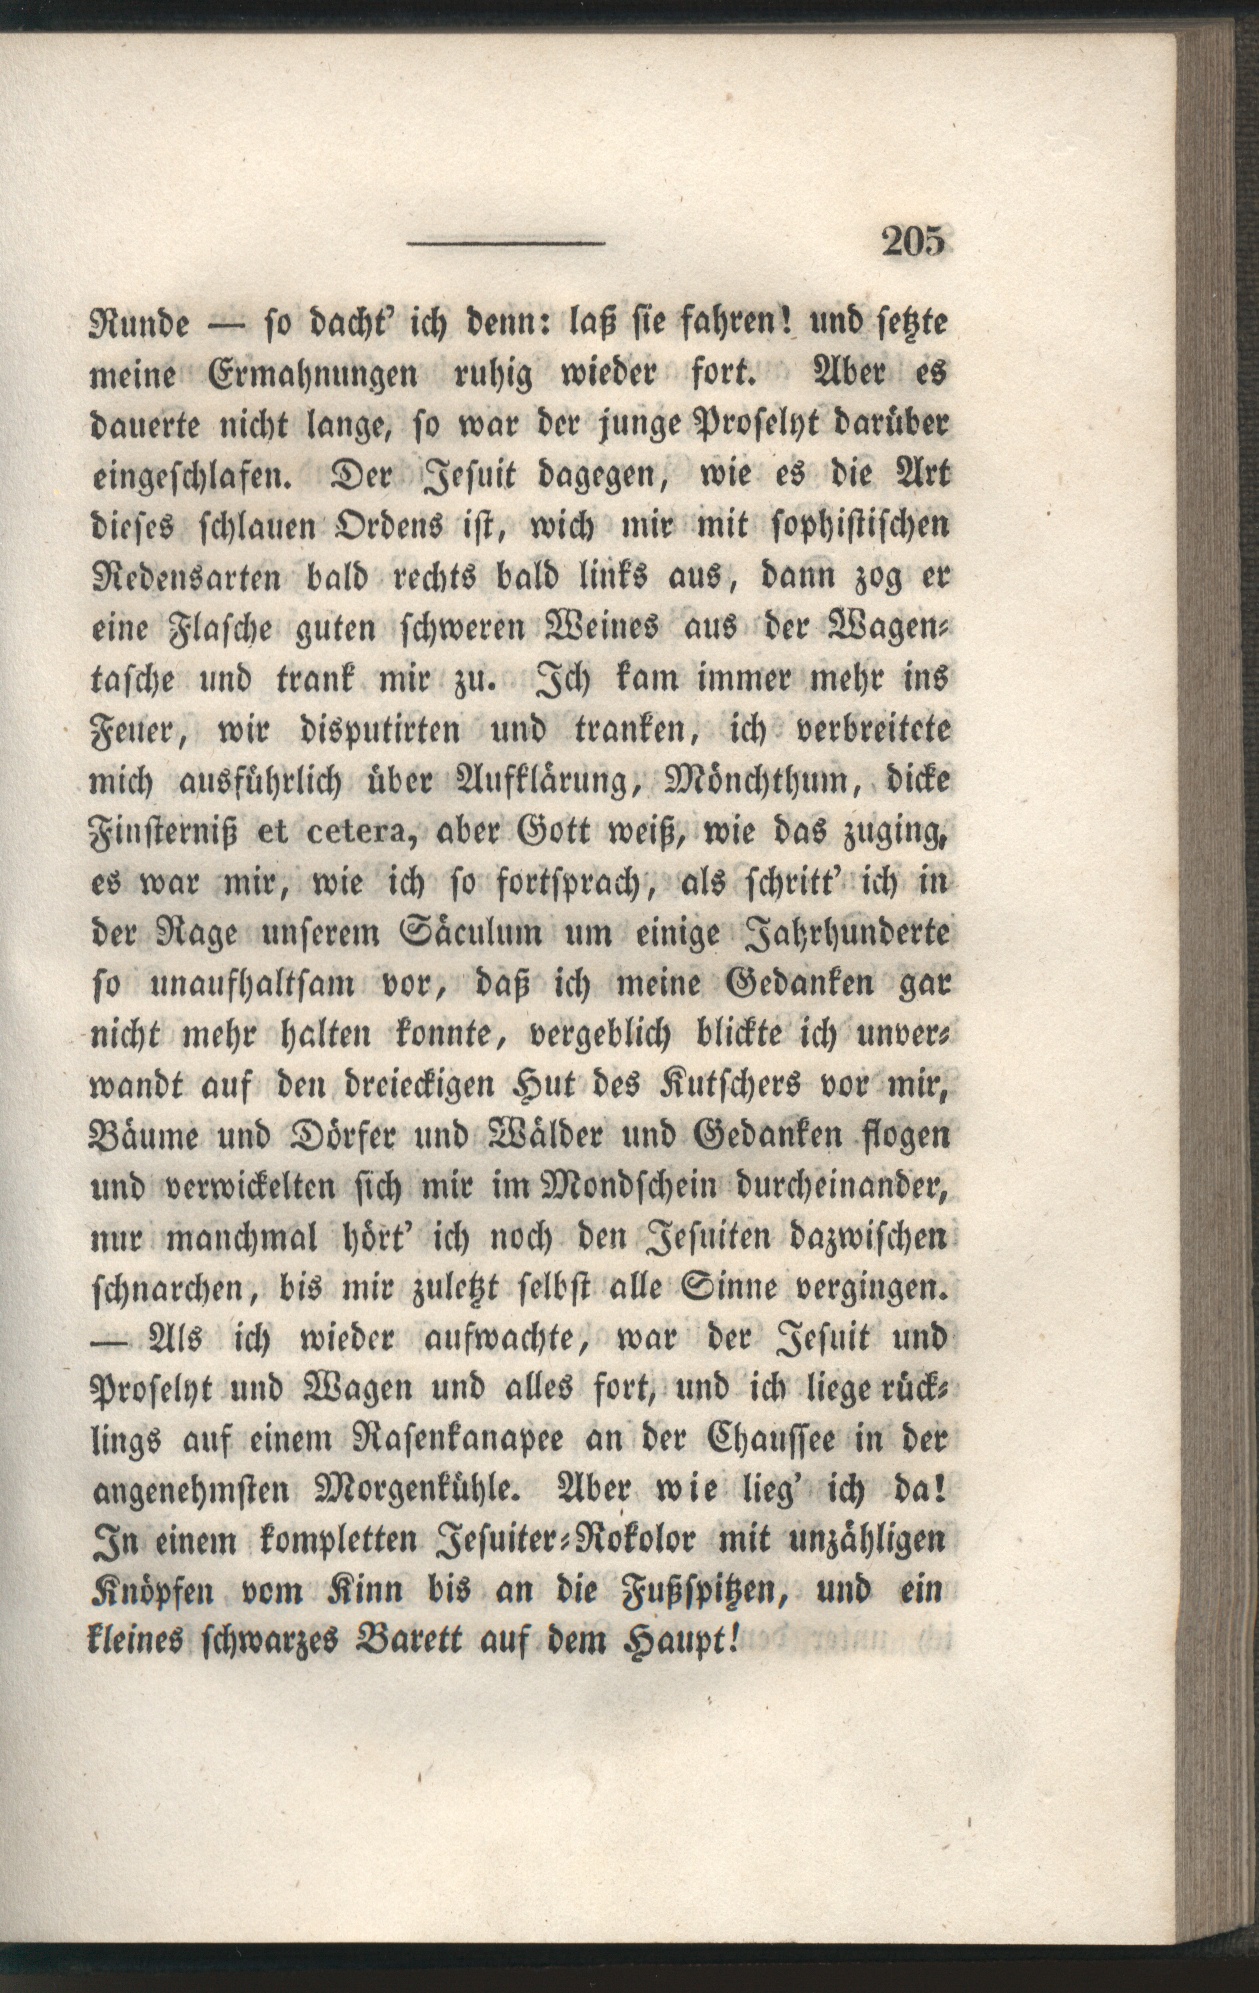 205
Runde — so dacht' ich denn: laß sie fahren! und setzte
meine Ermahnungen ruhig wieder fort. Aber es
dauerte nicht lange, so war der junge Proselyt darüber
eingeschlafen. Der Jesuit dagegen, wie es die Art
dieses schlauen Ordens ist, wich mir mit sophistischen
Redensarten bald rechts bald links aus, dann zog er
eine Flasche guten schweren Weines aus der Wagen-
tasche und trank mir zu. Ich kam immer mehr ins
Feuer, wir disputirten und tranken, ich verbreitete
mich ausführlich über Aufklärung, Mönchthum, dicke
Finsterniß et cetera, aber Gott weiß, wie das zuging,
es war mir, wie ich so fortsprach, als schritt' ich in
der Rage unserem Säculum um einige Jahrhunderte
so unaufhaltsam vor, daß ich meine Gedanken gar
nicht mehr halten konnte, vergeblich blickte ich unver-
wandt auf den dreieckigen Hut des Kutschers vor mir,
Bäume und Dörfer und Wälder und Gedanken flogen
und verwickelten sich mir im Mondschein durcheinander,
nur manchmal hört' ich noch den Jesuiten dazwischen
schnarchen, bis mir zuletzt selbst alle Sinne vergingen.
— Als ich wieder aufwachte, war der Jesuit und
Proselyt und Wagen und alles fort, und ich liege rück-
lings auf einem Rasenkanapee an der Chaussee in der
angenehmsten Morgenkühle. Aber wie lieg' ich da!
In einem kompletten Jesuiter-Rokolor mit unzähligen
Knöpfen vom Kinn bis an die Fußspitzen, und ein
kleines schwarzes Barett auf dem Haupt!